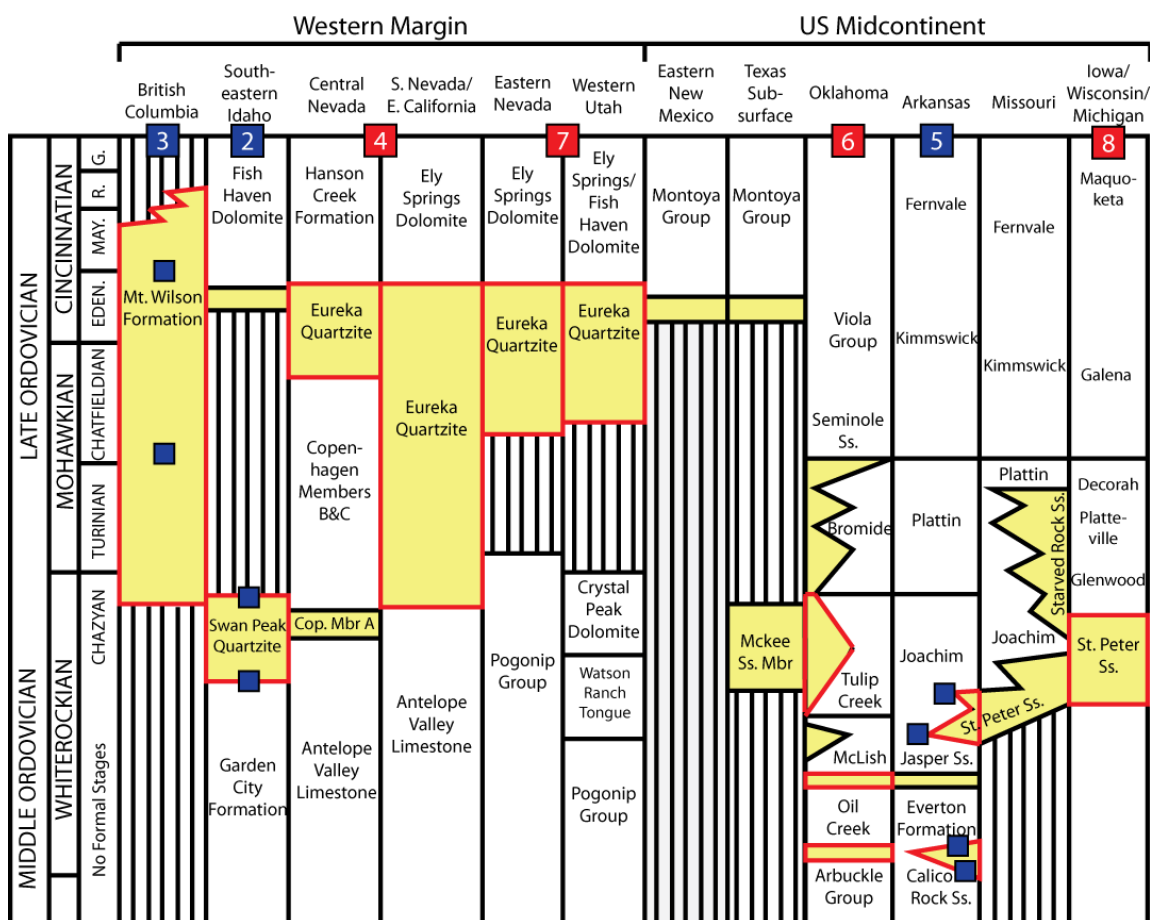 Western Margin
US Midcontinent
British
Columbia
South-
eastern
Idaho
Central
Nevada
S. Nevada/
E. California
Eastern
Nevada
Western
Utah
Eastern
New
Mexico
Texas
Sub-
surface
Oklahoma
Arkansas
Missouri
Iowa/
Wisconsin/
Michigan
3
2
4
7
6
5
8
LATE ORDOVICIAN
MIDDLE ORDOVICIAN
CINCINNATIAN
MOHAWKIAN
WHITEROCKIAN
G.
R.
MAY.
EDEN.
CHATFIELDIAN
TURINIAN
CHAZYAN
No Formal Stages
Mt. Wilson
Formation
Fish
Haven
Dolomite
Swan Peak
Quartzite
Garden
City
Formation
Hanson
Creek
Formation
Eureka
Quartzite
Copen-
hagen
Members
B&C
Cop. Mbr A
Antelope
Valley
Limestone
Ely
Springs
Dolomite
Eureka
Quartzite
Antelope
Valley
Limestone
Ely
Springs
Dolomite
Eureka
Quartzite
Pogonip
Group
Ely
Springs/
Fish
Haven
Dolomite
Eureka
Quartzite
Crystal
Peak
Dolomite
Watson
Ranch
Tongue
Pogonip
Group
Montoya
Group
Montoya
Group
Mckee
Ss. Mbr
Viola
Group
Seminole
Ss.
Bromide
Tulip
Creek
McLish
Oil
Creek
Arbuckle
Group
Fernvale
Kimmswick
Plattin
Joachim
Jasper Ss.
Everton
Formation
Calico
Rock Ss.
Fernvale
Kimmswick
Plattin
Starved Rock Ss.
Joachim
St. Peter Ss.
Maquo-
keta
Galena
Decorah
Platte-
ville
Glenwood
St. Peter
Ss.